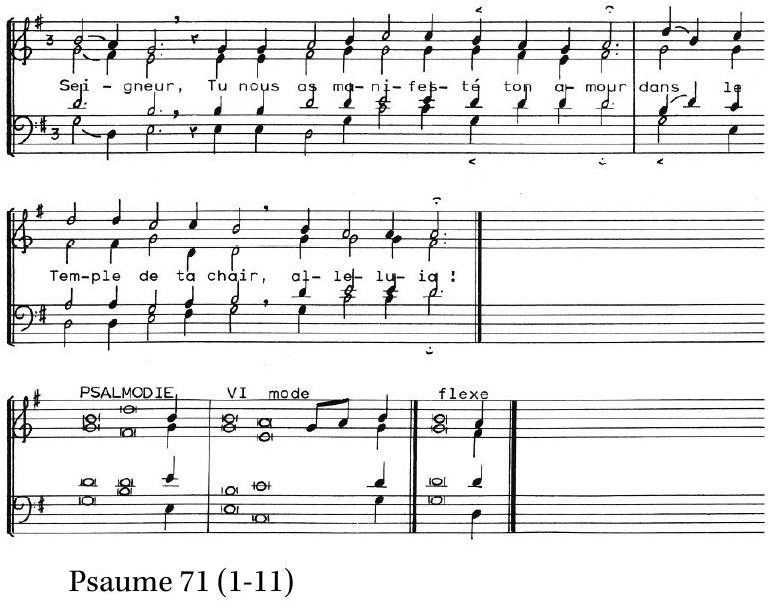 Sei - gneur, Tu nous as ma-ni-fes-té ton a-mour dans le
Tem-ple de ta chair, al-le-lu-ia !
PSALMODIE VI mode flexe
Psaume 71 (1-11)